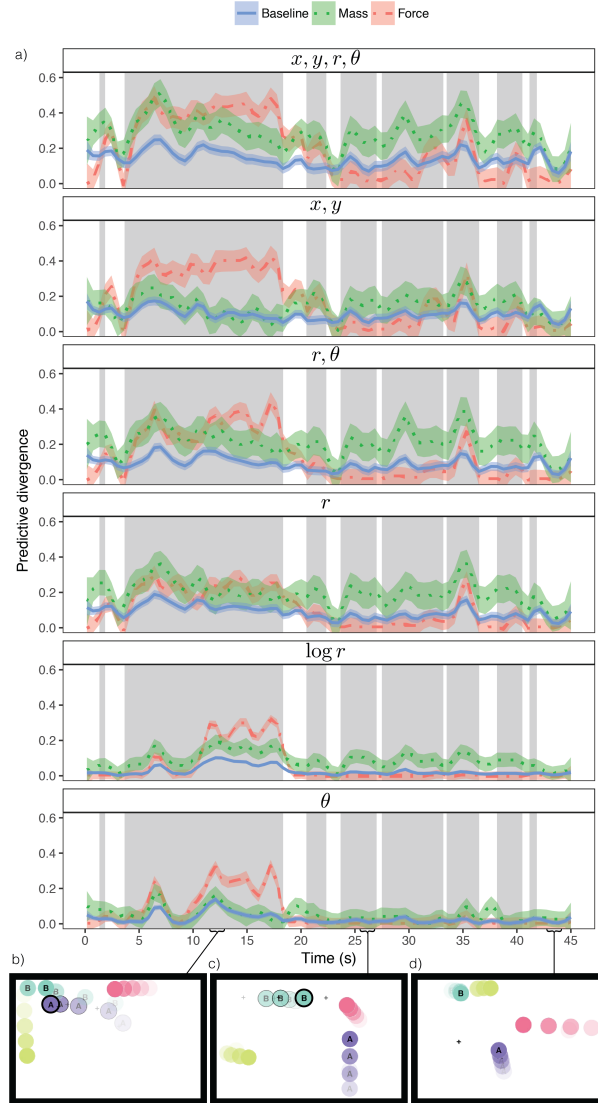 Baseline Mass Force
a)
x, y, r, θ
0.6
0.4
0.2
0.0
x, y
0.6
0.4
0.2
0.0
r, θ
0.6
0.4
0.2
0.0
Predictive divergence
r
0.6
0.4
0.2
0.0
log r
0.6
0.4
0.2
0.0
θ
0.6
0.4
0.2
0.0
0 5 10 15 20 25 30 35 40 45
Time (s)
b) c) d)
B B B
A A A A A
B B B
A
A
A
A
B
A